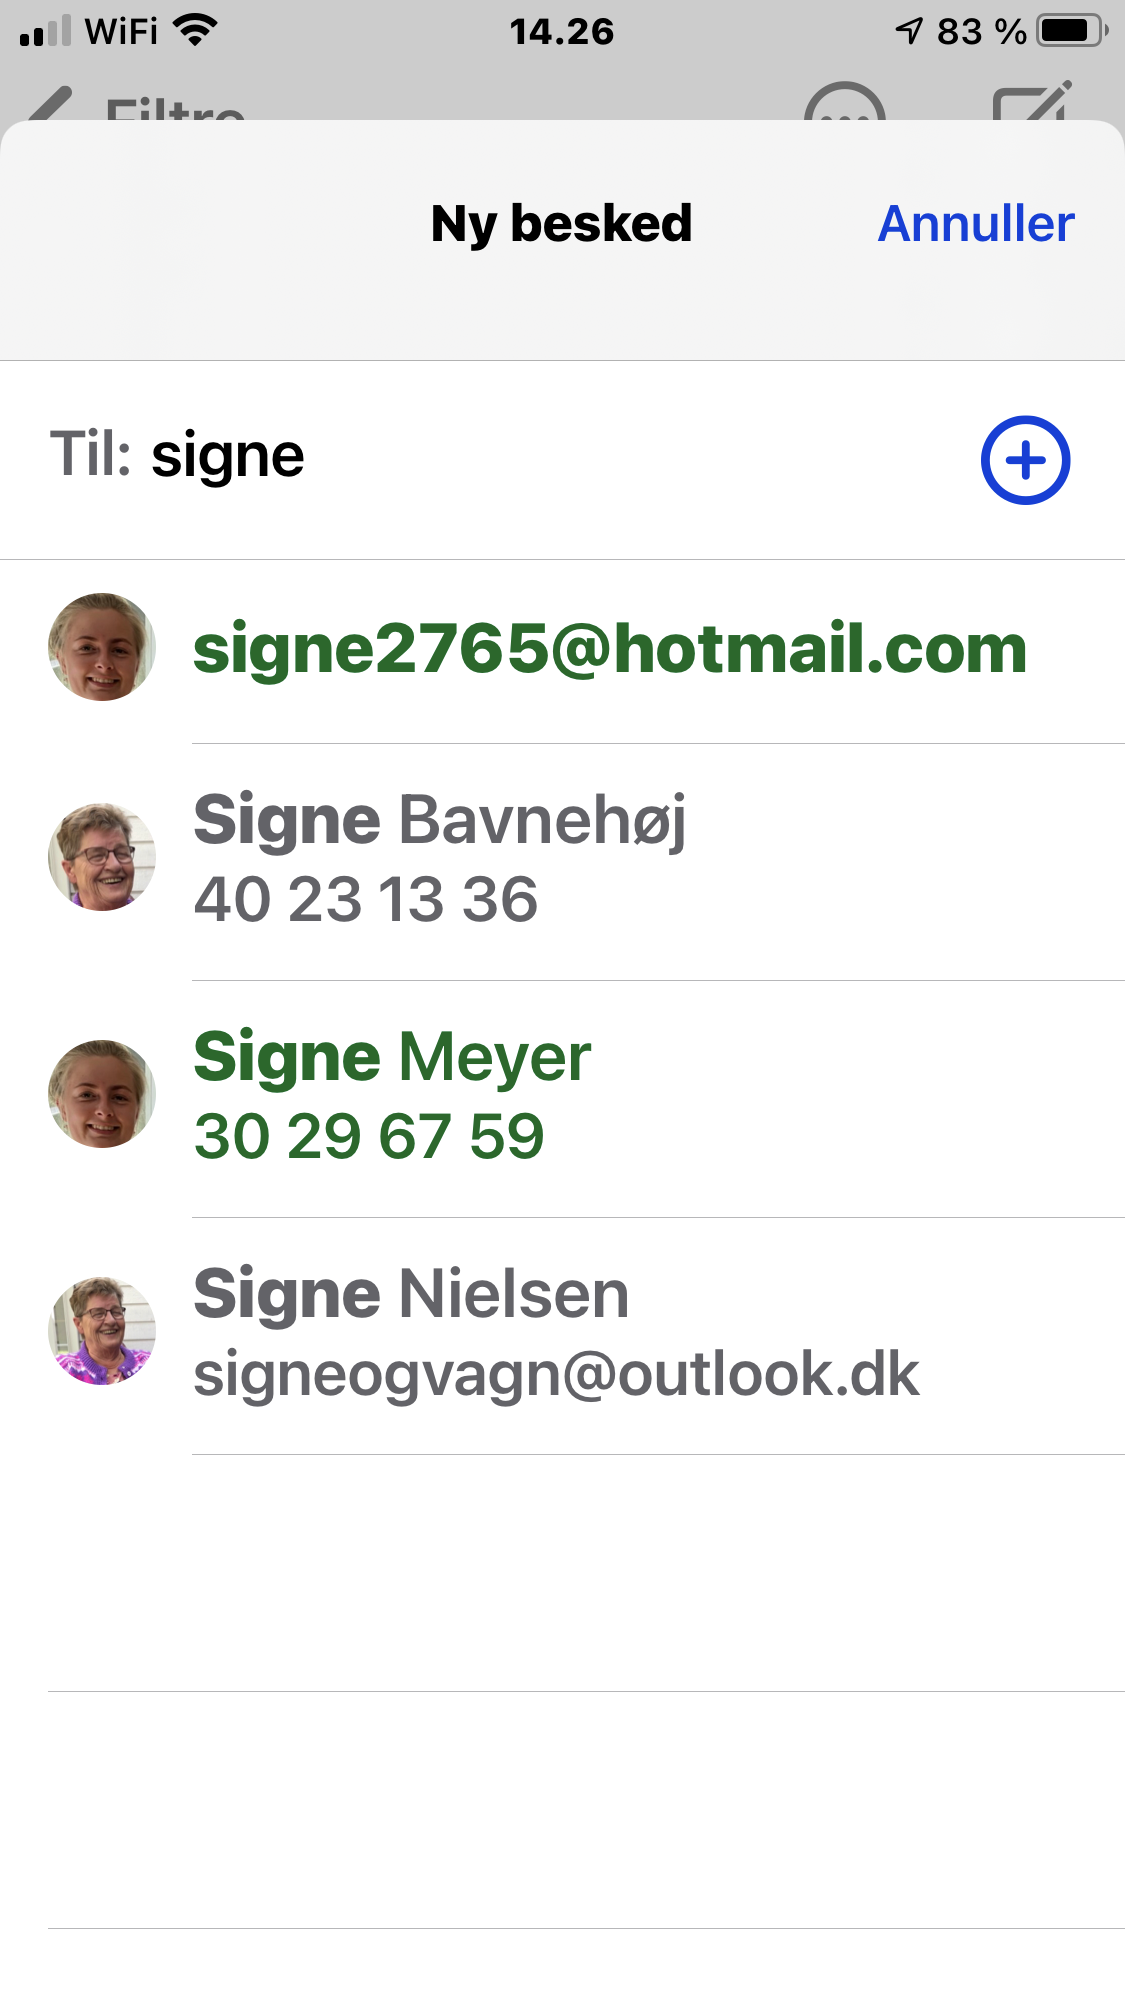 WiFi 14.26 83 %
Filtre
Ny besked Annuller
Til: signe
signe2765@hotmail.com
Signe Bavnehøj
40 23 13 36
Signe Meyer
30 29 67 59
Signe Nielsen
signeogvagn@outlook.dk